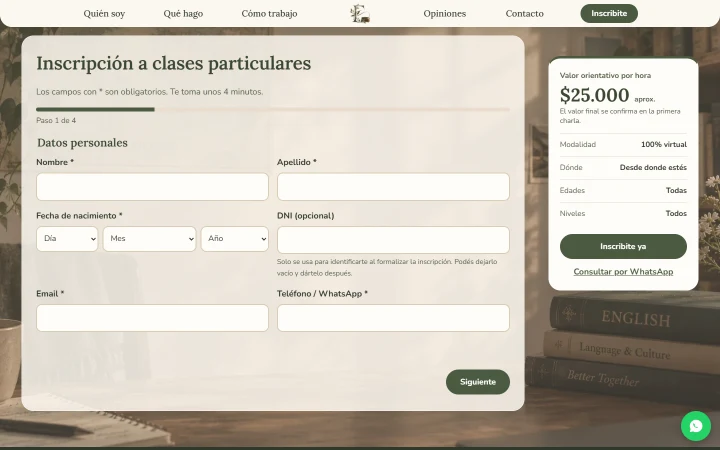 Quién soy
Qué hago
Cómo trabajo
Opiniones
Contacto
Inscribite
Inscripción a clases particulares
Los campos con * son obligatorios. Te toma unos 4 minutos.
Paso 1 de 4
Datos personales
Nombre *
Apellido *
Fecha de nacimiento *
DNI (opcional)
Día
Mes
Año
Solo se usa para identificarte al formalizar la inscripción. Podés dejarlo
vacío y dártelo después.
Email *
Teléfono / WhatsApp *
Siguiente
Valor orientativo por hora
$25.000 aprox.
El valor final se confirma en la primera
charla.
Modalidad 100% virtual
Dónde Desde donde estés
Edades Todas
Niveles Todos
Inscribite ya
Consultar por WhatsApp
ENGLISH
Language & Culture
Better Together